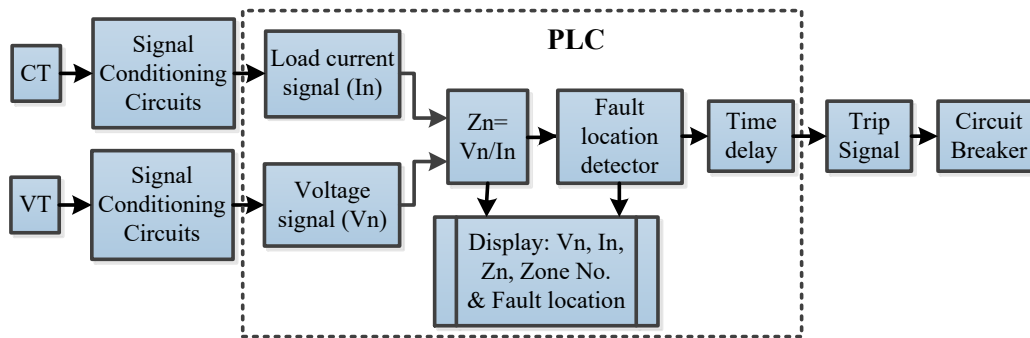 PLC
CT
Signal
Conditioning
Circuits
Load current
signal (In)
VT
Signal
Conditioning
Circuits
Voltage
signal (Vn)
Zn=
Vn/In
Fault
location
detector
Time
delay
Trip
Signal
Circuit
Breaker
Display: Vn, In,
Zn, Zone No.
& Fault location